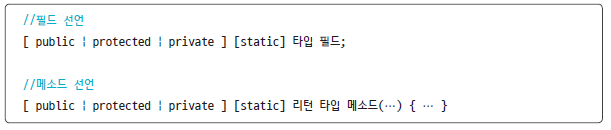 //필드 선언
[ public ¦ protected ¦ private ] [static] 타입 필드;
//메소드 선언
[ public ¦ protected ¦ private ] [static] 리턴 타입 메소드(…) { … }